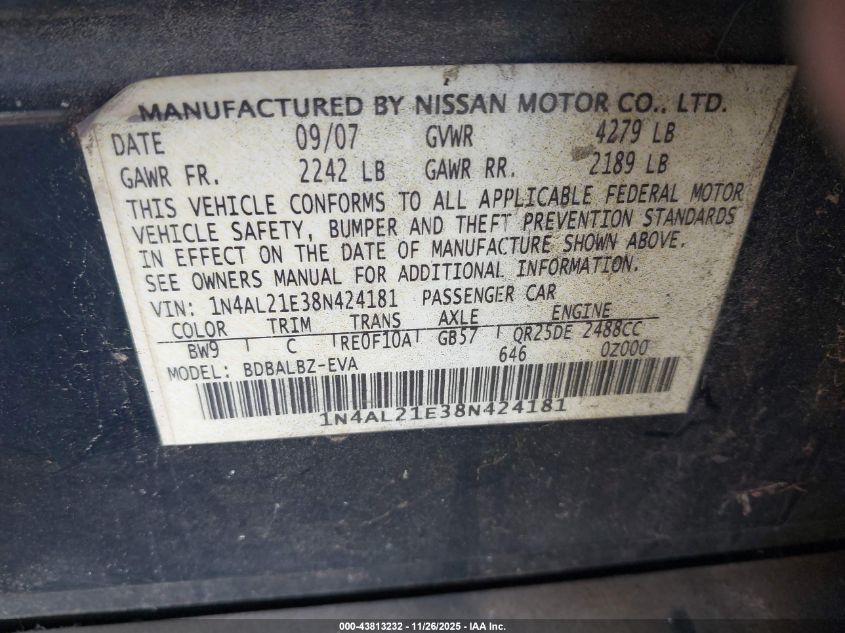 MANUFACTURED BY NISSAN MOTOR CO., LTD.
DATE 09/07 GVWR 4279 LB
GAWR FR. 2242 LB GAWR RR. 2189 LB
THIS VEHICLE CONFORMS TO ALL APPLICABLE FEDERAL MOTOR
VEHICLE SAFETY, BUMPER AND THEFT PREVENTION STANDARDS
IN EFFECT ON THE DATE OF MANUFACTURE SHOWN ABOVE.
SEE OWNERS MANUAL FOR ADDITIONAL INFORMATION.
VIN: 1N4AL21E38N424181 PASSENGER CAR
COLOR TRIM TRANS AXLE ENGINE
BW9 C RE0F10A GB57 QR25DE 2488CC
MODEL: BDBALBZ-EVA 646 0Z000
1N4AL21E38N424181
000-43813232 - 11/26/2025 - IAA Inc.